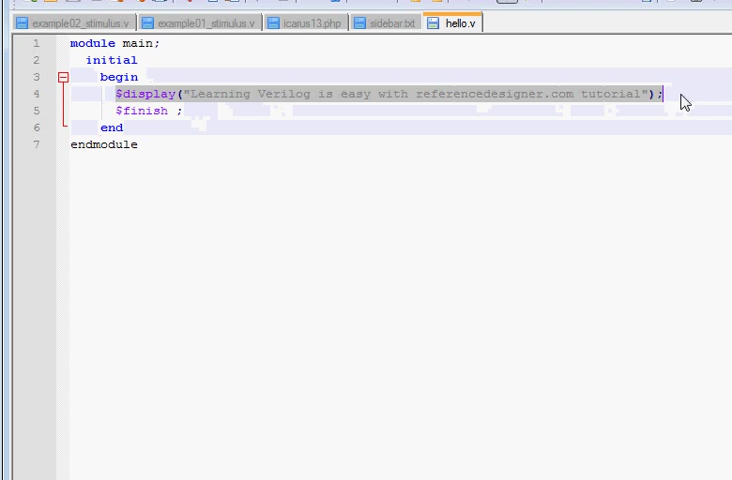 example02_stimulus.v example01_stimulus.v icarus13.php sidebar.txt hello.v
1 module main;
2 initial
3 begin
4 $display("Learning Verilog is easy with referencedesigner.com tutorial");
5 $finish ;
6 end
7 endmodule